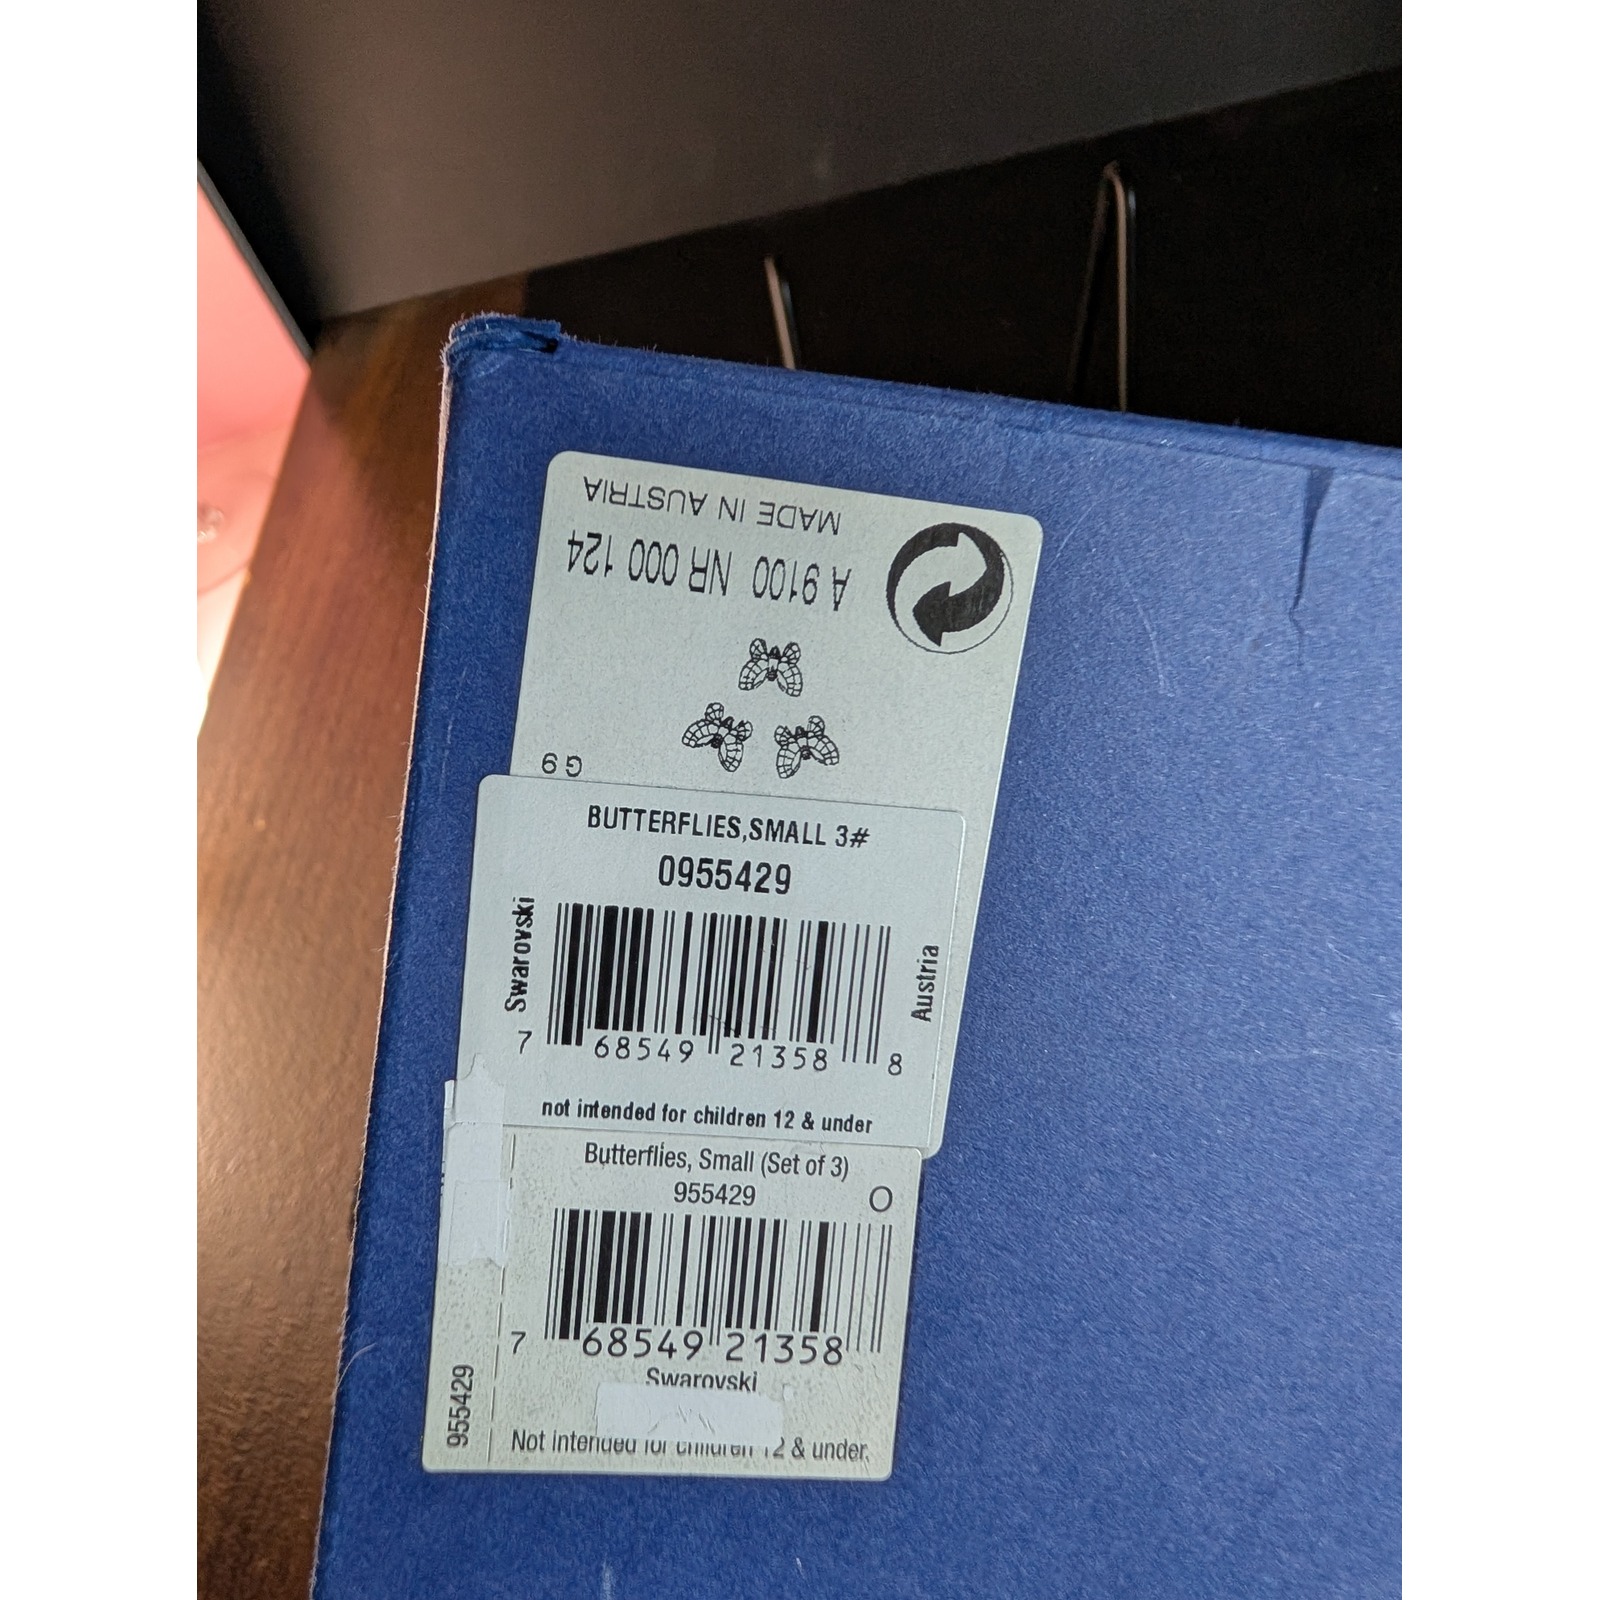 MADE IN AUSTRIA
A 9100 NR 000 124
G 9
BUTTERFLIES,SMALL 3#
0955429
Swarovski
Austria
7 68549 21358 8
not intended for children 12 & under
Butterflies, Small (Set of 3)
955429
O
7 68549 21358
Swarovski
955429
Not intended for children 12 & under.